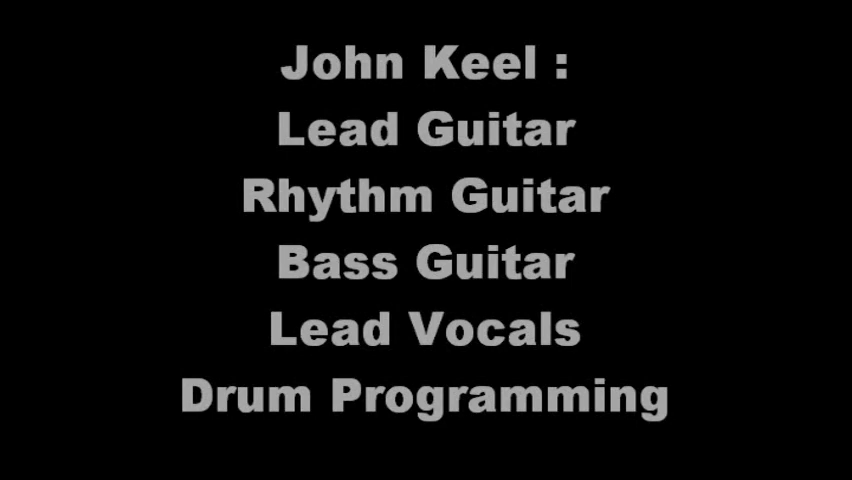 John Keel :
Lead Guitar
Rhythm Guitar
Bass Guitar
Lead Vocals
Drum Programming